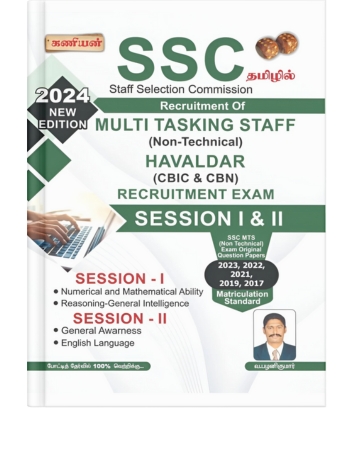 கணியன்
SSC
தமிழில்
Staff Selection Commission
2024
NEW
EDITION
Recruitment Of
MULTI TASKING STAFF
(Non-Technical)
HAVALDAR
(CBIC & CBN)
RECRUITMENT EXAM
SESSION I & II
SSC MTS
(Non Technical)
Exam Original
Question Papers
2023, 2022,
2021,
2019, 2017
Matriculation
Standard
SESSION - I
• Numerical and Mathematical Ability
• Reasoning-General Intelligence
SESSION - II
• General Awarness
• English Language
போட்டித் தேர்வில் 100% வெற்றிக்கு...